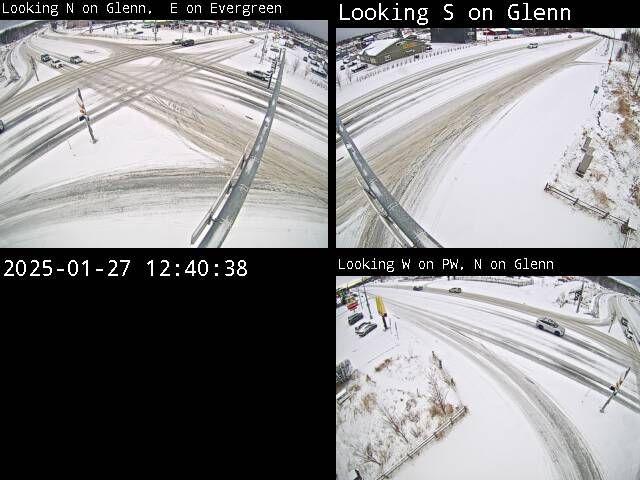 Looking N on Glenn,  E on Evergreen
Looking S on Glenn
2025-01-27 12:40:38
Looking W on PW, N on Glenn